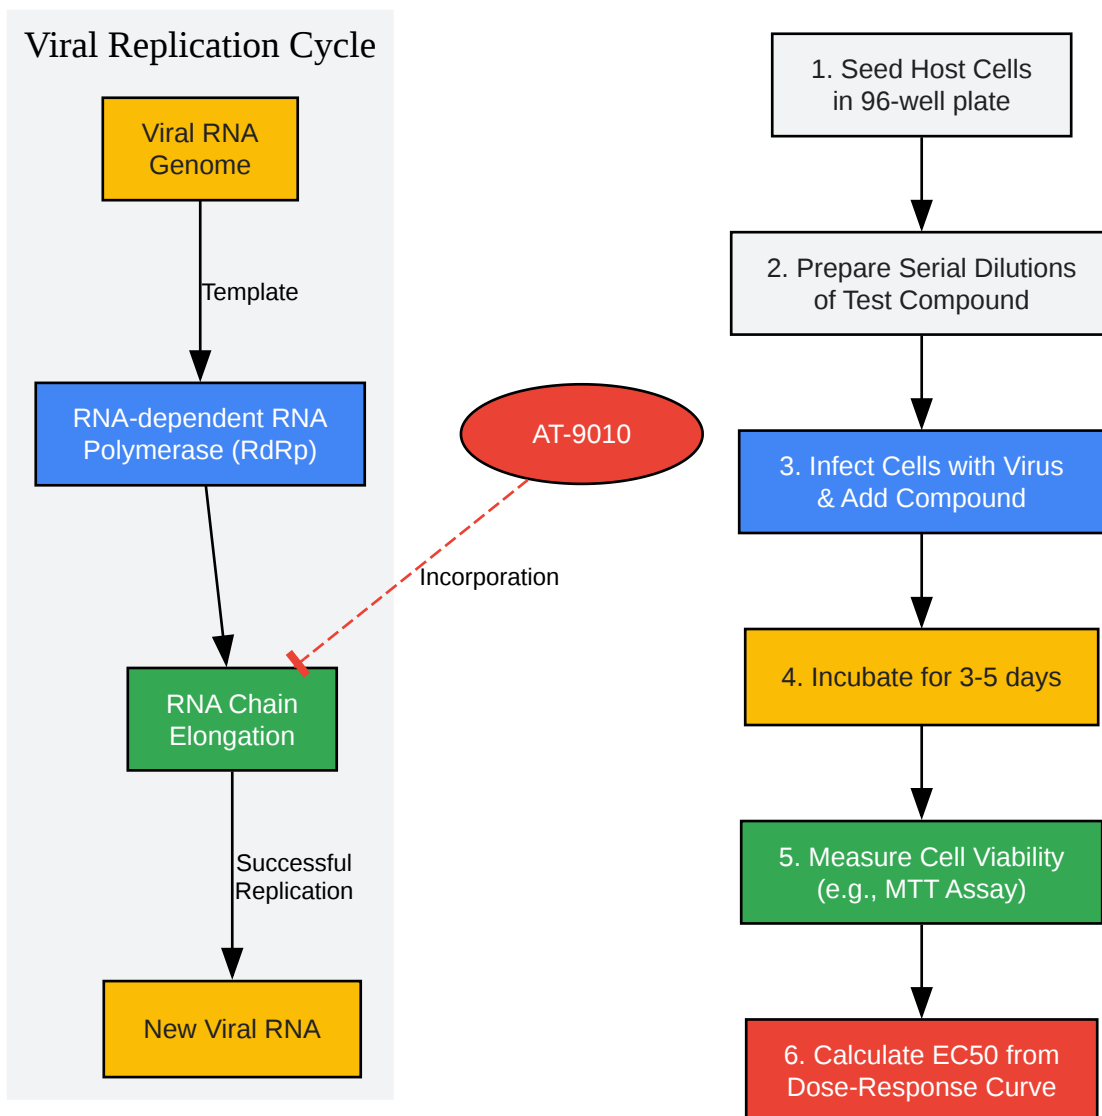 Viral Replication Cycle
Viral RNA
Genome
Template
RNA-dependent RNA
Polymerase (RdRp)
AT-9010
Incorporation
RNA Chain
Elongation
Successful
Replication
New Viral RNA
1. Seed Host Cells
in 96-well plate
2. Prepare Serial Dilutions
of Test Compound
3. Infect Cells with Virus
& Add Compound
4. Incubate for 3-5 days
5. Measure Cell Viability
(e.g., MTT Assay)
6. Calculate EC50 from
Dose-Response Curve